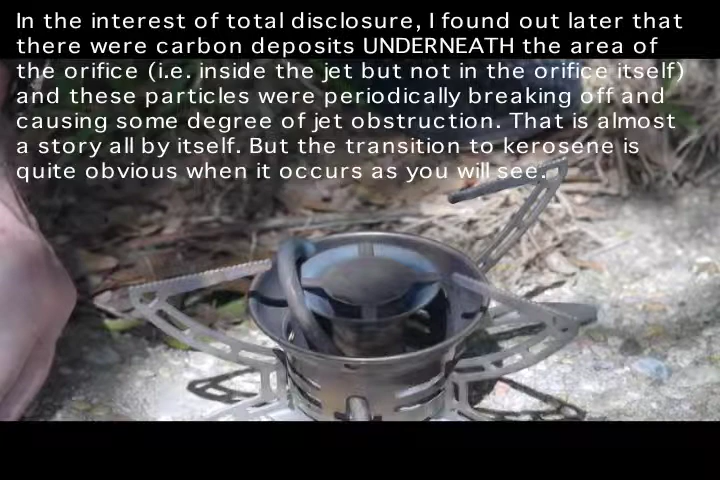 In the interest of total disclosure, I found out later that
there were carbon deposits UNDERNEATH the area of
the orifice (i.e. inside the jet but not in the orifice itself)
and these particles were periodically breaking off and
causing some degree of jet obstruction. That is almost
a story all by itself. But the transition to kerosene is
quite obvious when it occurs as you will see.